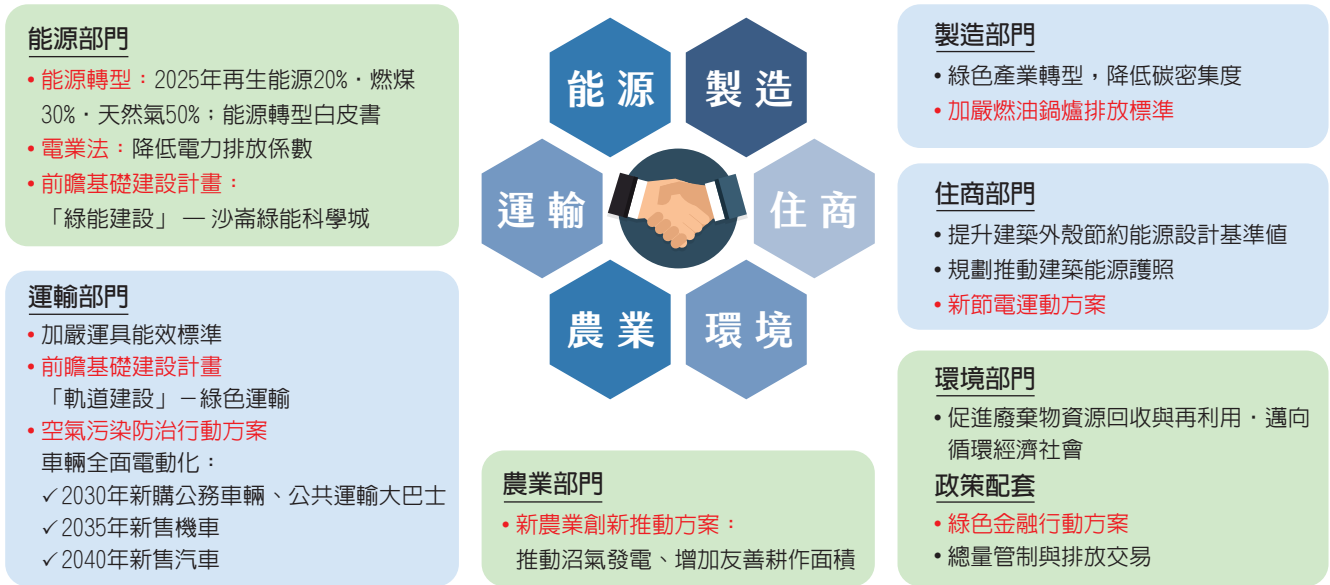 能源部門
• 能源轉型：2025年再生能源20%．燃煤
30%．天然氣50%；能源轉型白皮書
• 電業法：降低電力排放係數
• 前瞻基礎建設計畫：
「綠能建設」 — 沙崙綠能科學城
運輸部門
• 加嚴運具能效標準
• 前瞻基礎建設計畫
「軌道建設」－綠色運輸
• 空氣污染防治行動方案
車輛全面電動化：
✓2030年新購公務車輛、公共運輸大巴士
✓2035年新售機車
✓2040年新售汽車
能源
製造
運輸
住商
農業
環境
農業部門
• 新農業創新推動方案：
推動沼氣發電、增加友善耕作面積
製造部門
• 綠色產業轉型，降低碳密集度
• 加嚴燃油鍋爐排放標準
住商部門
• 提升建築外殼節約能源設計基準值
• 規劃推動建築能源護照
• 新節電運動方案
環境部門
• 促進廢棄物資源回收與再利用．邁向
循環經濟社會
政策配套
• 綠色金融行動方案
• 總量管制與排放交易